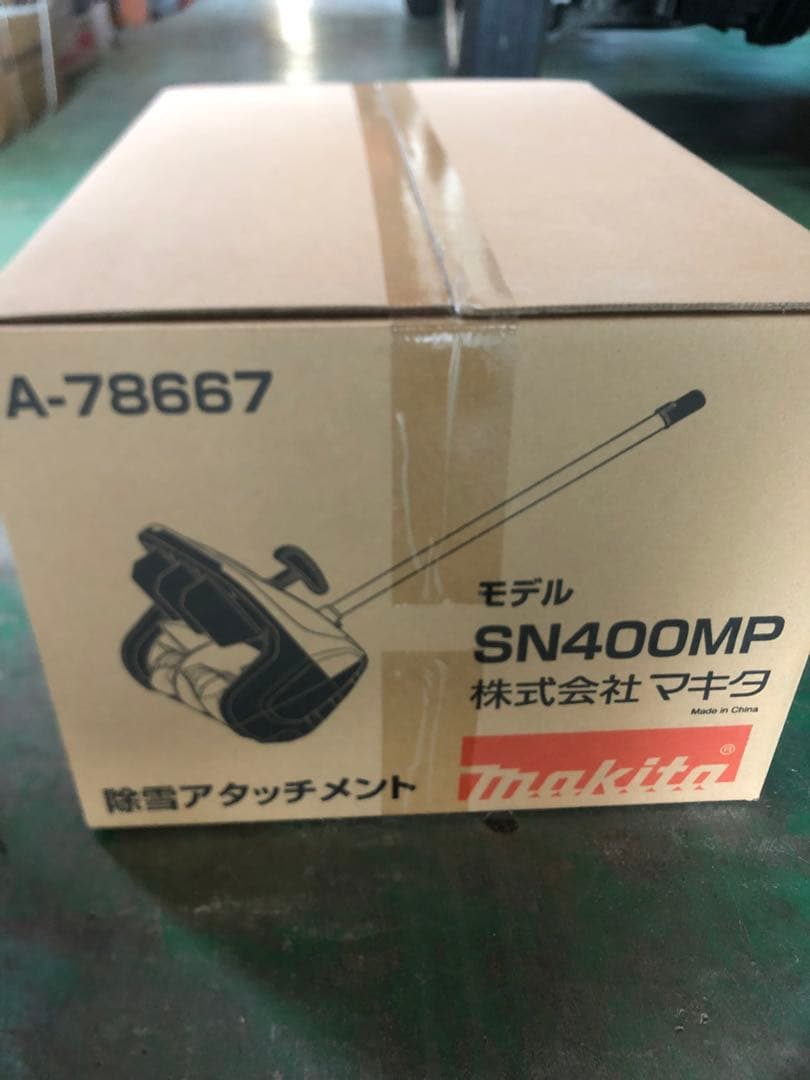 A-78667
モデル
SN400MP
株式会社 マキタ
Made in China
makita®
除雪アタッチメント